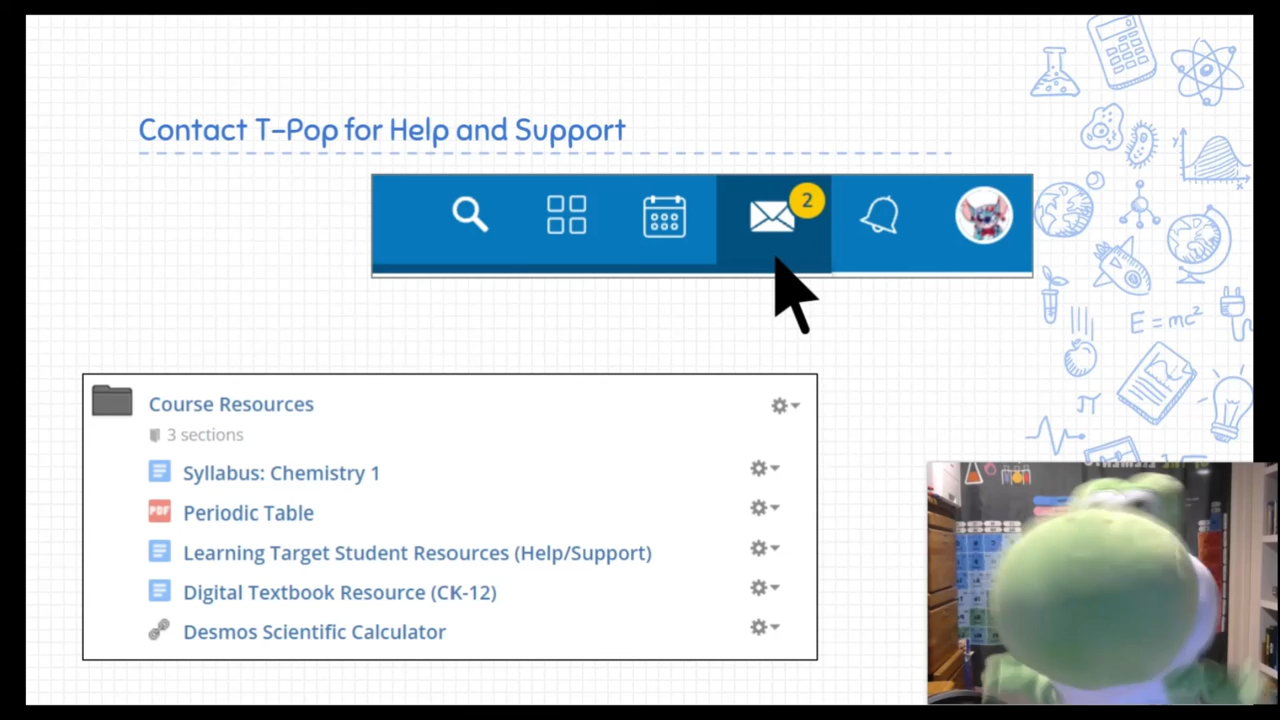 Contact T-Pop for Help and Support
2
E=mc²
π
Course Resources
3 sections
Syllabus: Chemistry 1
PDF Periodic Table
Learning Target Student Resources (Help/Support)
Digital Textbook Resource (CK-12)
Desmos Scientific Calculator